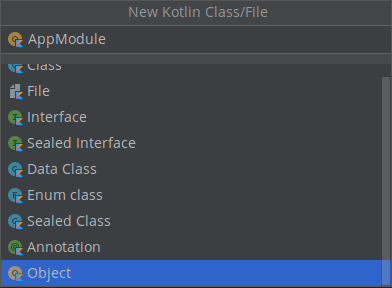 New Kotlin Class/File
AppModule
Class
File
Interface
Sealed Interface
Data Class
Enum class
Sealed Class
Annotation
Object